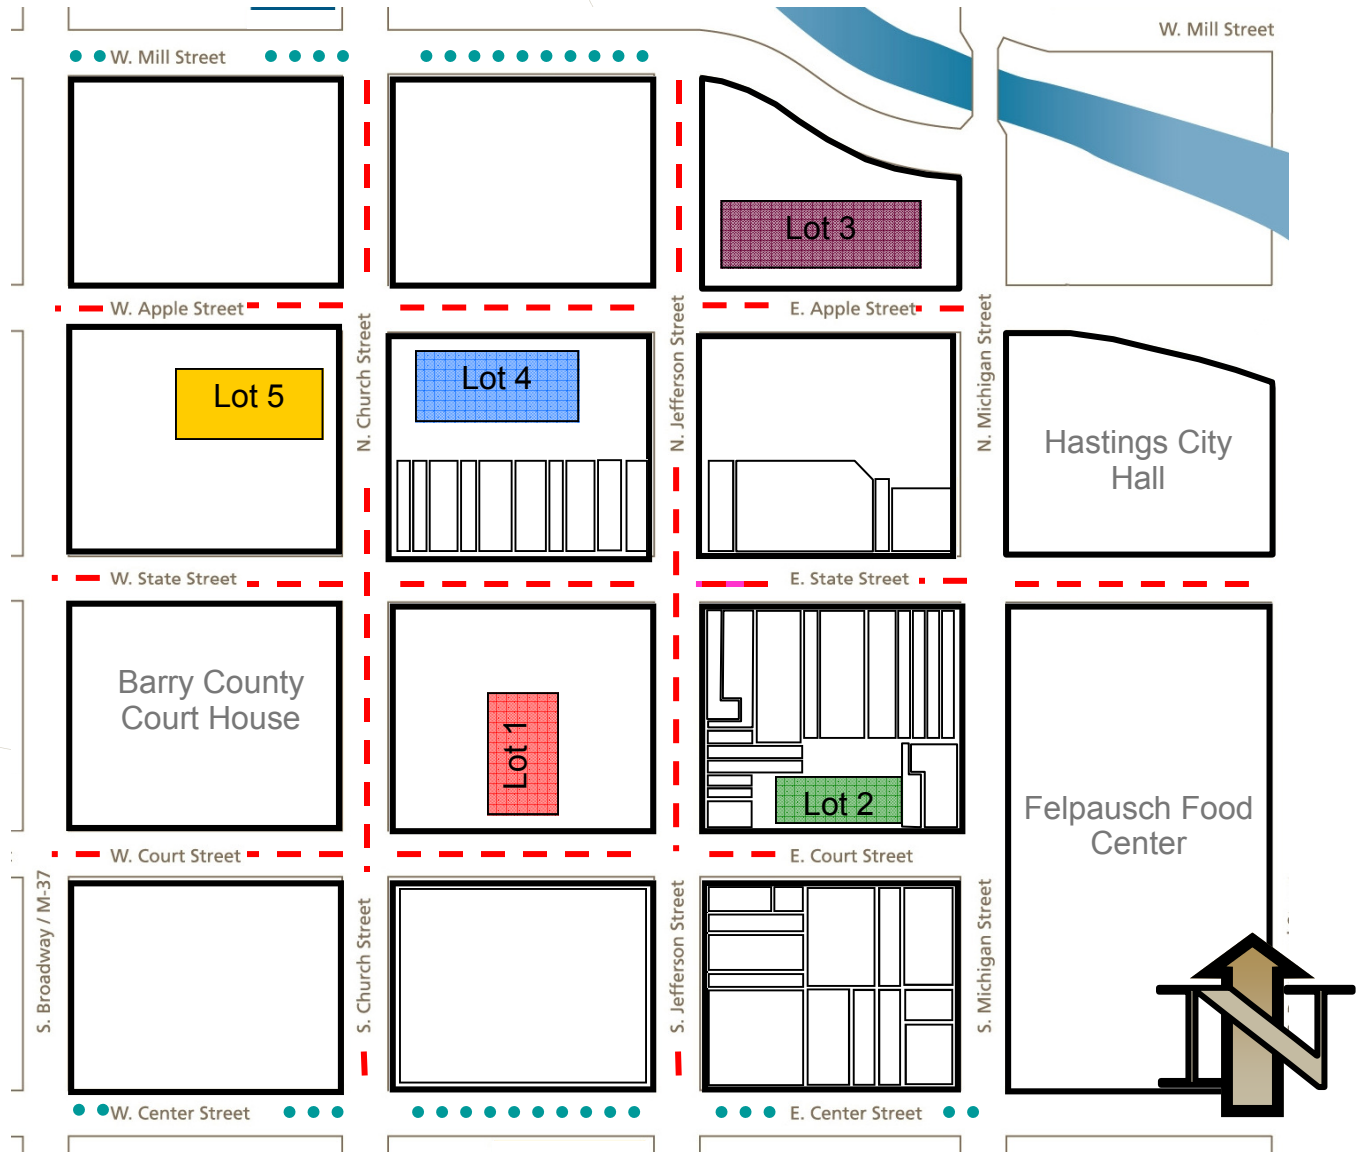 W. Mill Street
W. Mill Street
Lot 3
W. Apple Street
E. Apple Street
N. Church Street
N. Jefferson Street
N. Michigan Street
Lot 5
Lot 4
Hastings City
Hall
W. State Street
E. State Street
Barry County
Court House
Lot 1
Lot 2
Felpausch Food
Center
W. Court Street
E. Court Street
S. Broadway / M-37
S. Church Street
S. Jefferson Street
S. Michigan Street
N
W. Center Street
E. Center Street